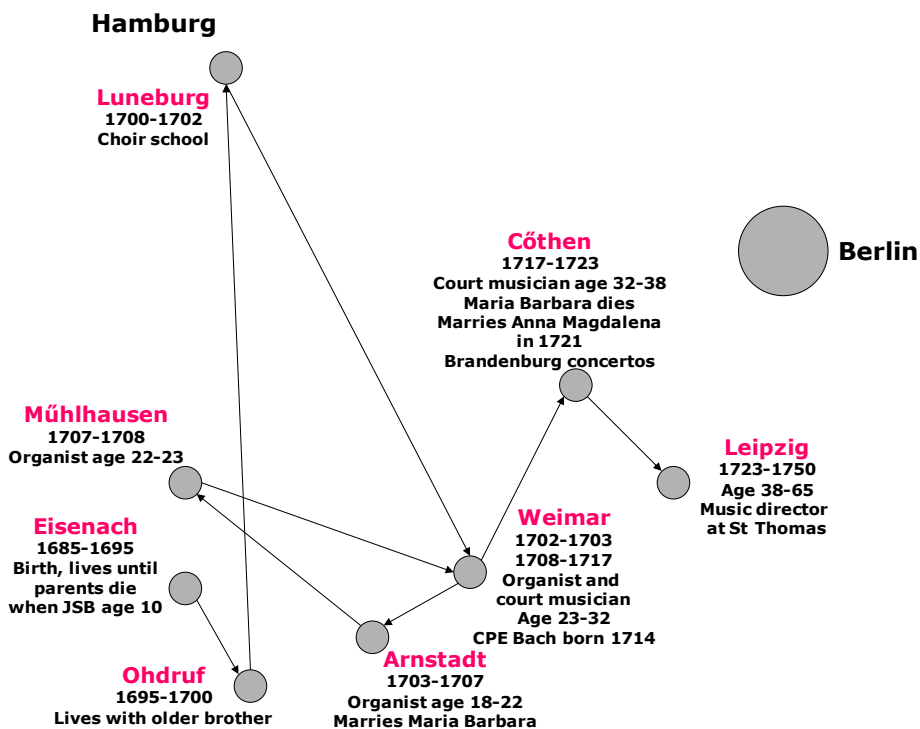 Hamburg
Luneburg
1700-1702
Choir school
Cőthen
1717-1723
Court musician age 32-38
Maria Barbara dies
Marries Anna Magdalena
in 1721
Brandenburg concertos
Berlin
Műhlhausen
1707-1708
Organist age 22-23
Leipzig
1723-1750
Age 38-65
Music director
at St Thomas
Eisenach
1685-1695
Birth, lives until
parents die
when JSB age 10
Weimar
1702-1703
1708-1717
Organist and
court musician
Age 23-32
CPE Bach born 1714
Ohdruf
1695-1700
Lives with older brother
Arnstadt
1703-1707
Organist age 18-22
Marries Maria Barbara